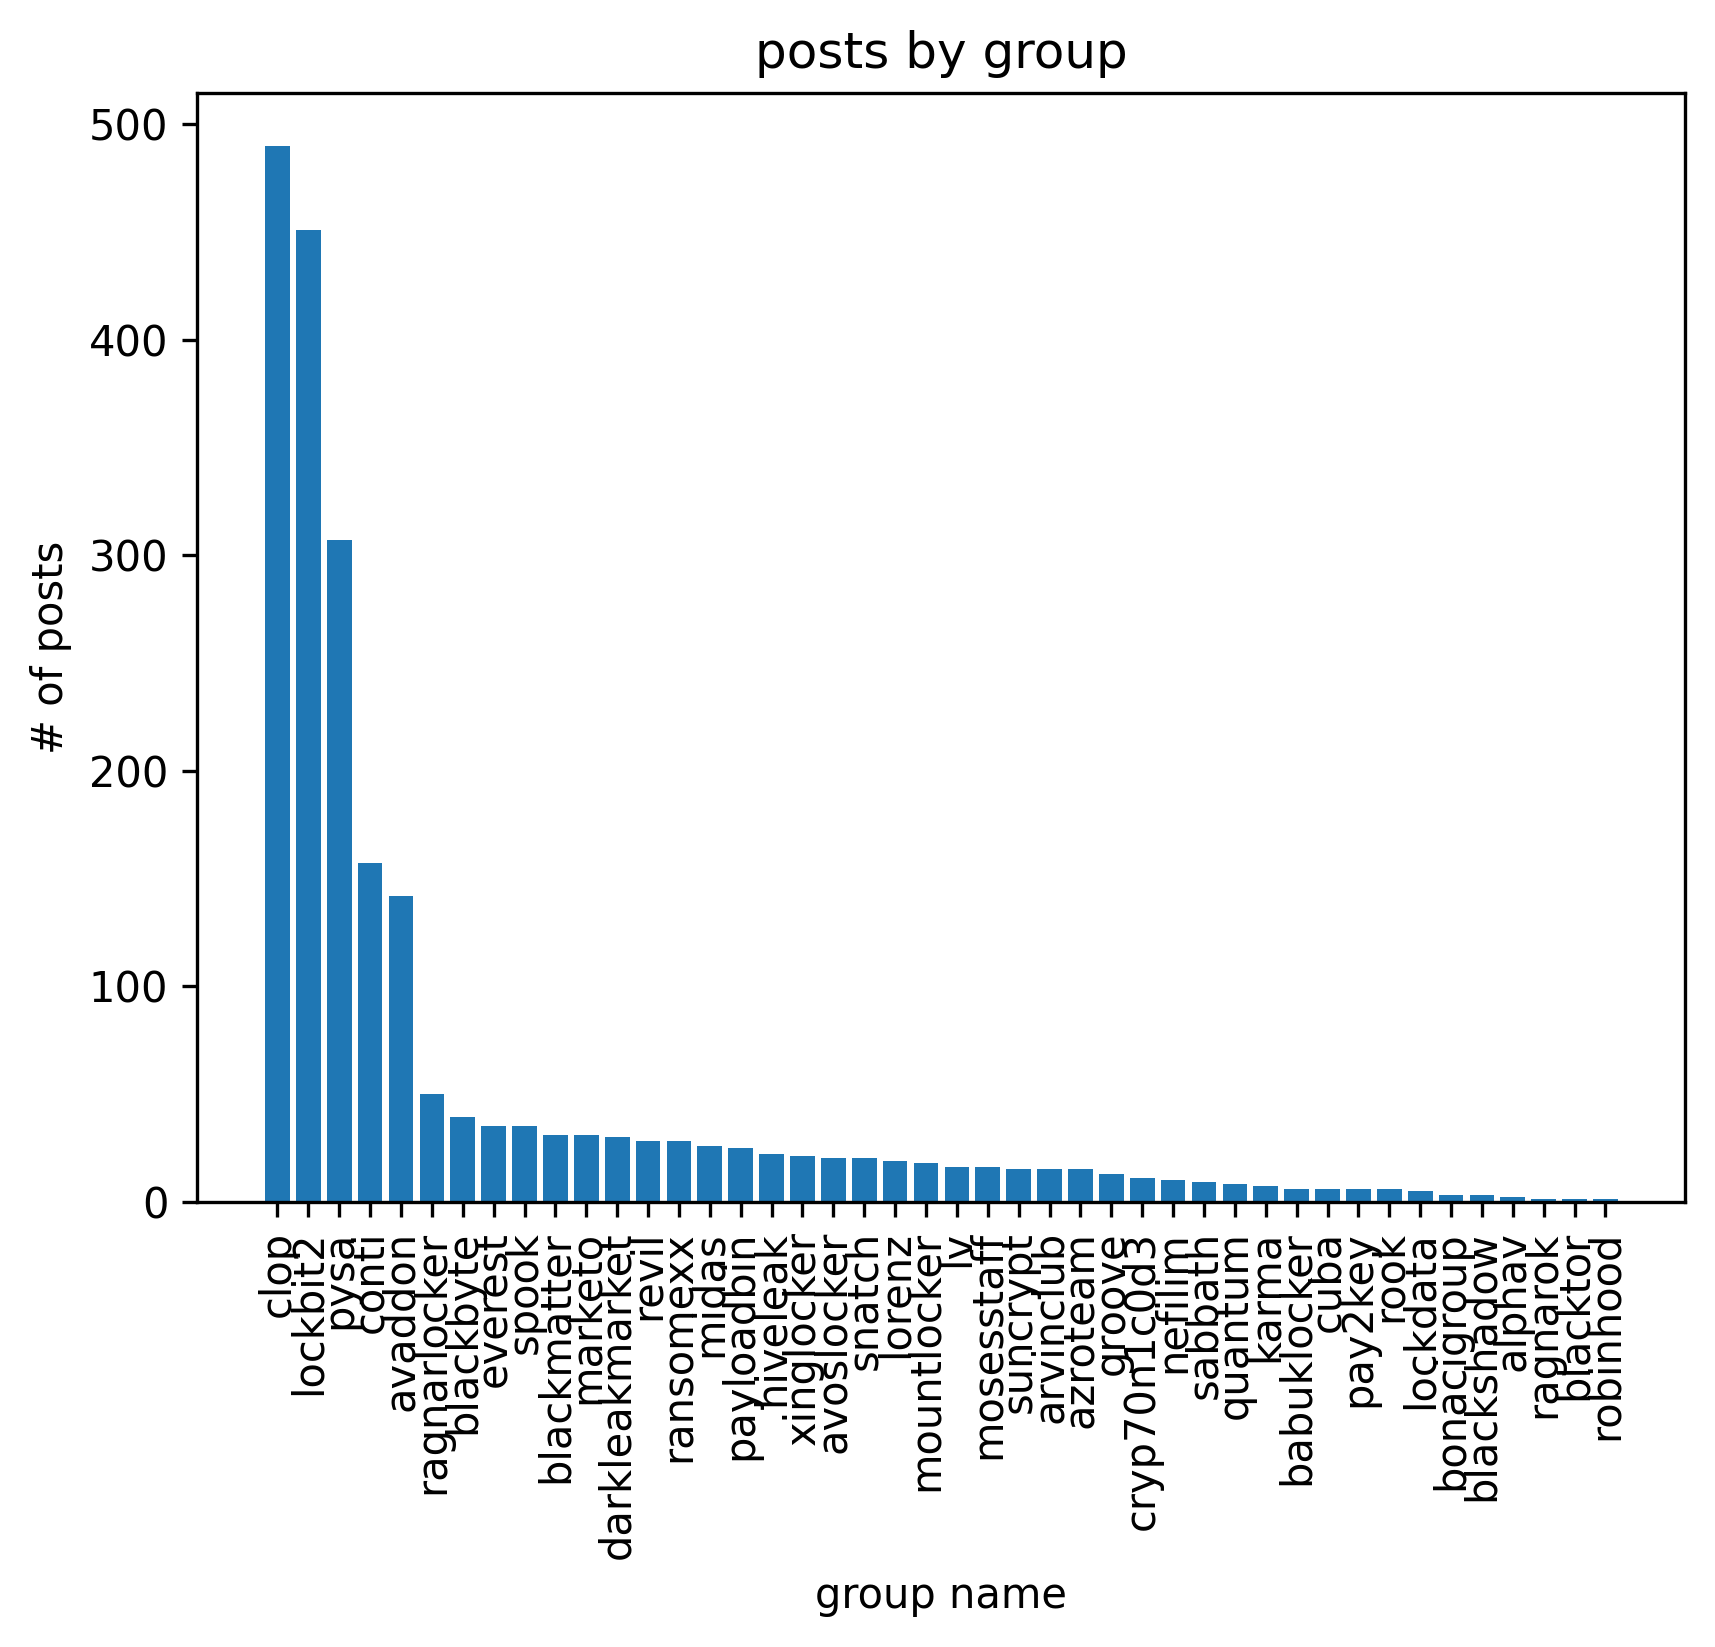 posts by group
# of posts
500
400
300
200
100
0
clop
lockbit2
pysa
conti
avaddon
ragnarlocker
blackbyte
everest
spook
blackmatter
marketo
darkleakmarket
revil
ransomexx
midas
payloadbin
hiveleak
xinglocker
avoslocker
snatch
lorenz
mountlocker
lv
mosesstaff
suncrypt
arvinclub
azroteam
groove
cryp70n1c0d3
nefilim
sabbath
quantum
karma
babuklocker
cuba
pay2key
rook
lockdata
bonacigroup
blackshadow
alphav
ragnarok
blacktor
robinhood
group name